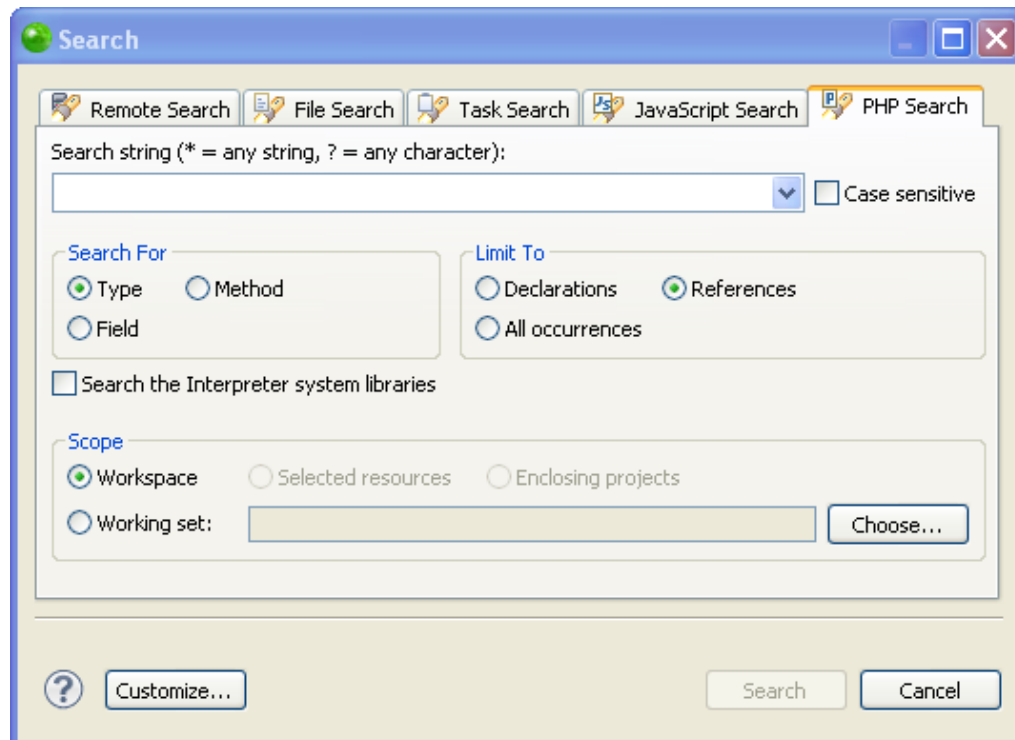 Search
Remote Search File Search Task Search JavaScript Search PHP Search
Search string (* = any string, ? = any character):
Case sensitive
Search For
Type Method
Field
Limit To
Declarations References
All occurrences
Search the Interpreter system libraries
Scope
Workspace Selected resources Enclosing projects
Working set: Choose...
? Customize... Search Cancel